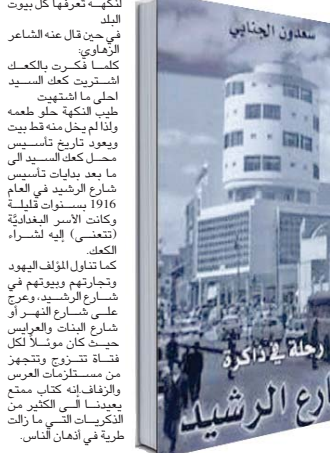 لنكهته تعرفها كل بيوت
البلد
في حين قال عنه الشاعر
الزهاوي:
كلما فكرت بالكعك
اشتريت كعك السيد
احلى ما اشتهيت
طيب النكهة حلو طعمه
ولذا لم يخل منه قط بيت
ويعود تاريخ تأسيس
محل كعك السيد الى
ما بعد بدايات تأسيس
شارع الرشيد في العام
1916 بسنوات قليلة
وكانت الأسر البغداديّة
(تتعنى) إليه لشراء
الكعك.
كما تناول المؤلف اليهود
وتجارتهم وبيوتهم في
شارع الرشيد، وعرج
على شارع النهر أو
شارع البنات والعرايس
حيث كان موئلاً لكل
فتاة تتزوج وتتجهز
من مستلزمات العرس
والزفاف.إنه كتاب ممتع
يعيدنا الى الكثير من
الذكريات التي ما زالت
طرية في أذهان الناس.
سعدون الجنابي
رحلة في ذاكرة
ارع الرشيد